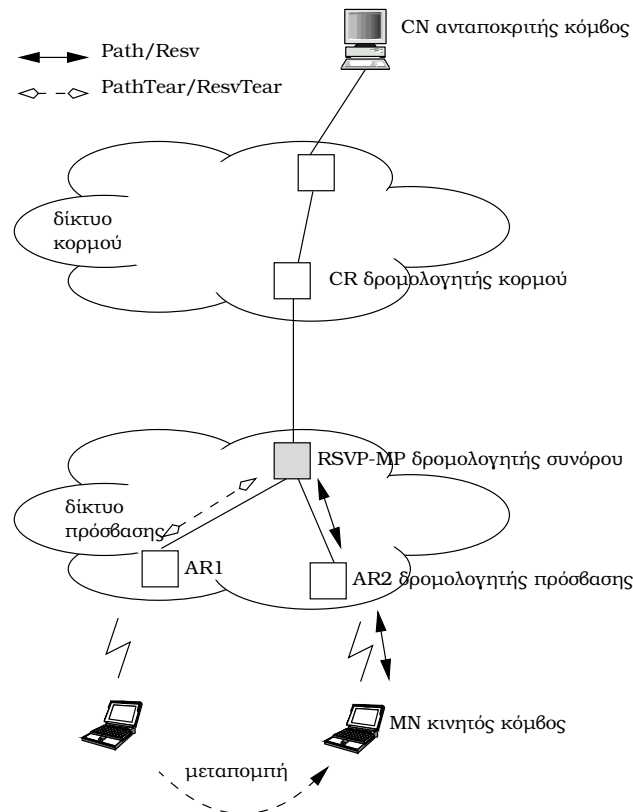 CN ανταποκριτής κόμβος
Path/Resv
PathTear/ResvTear
δίκτυο
κορμού
CR δρομολογητής κορμού
RSVP-MP δρομολογητής συνόρου
δίκτυο
πρόσβασης
AR1
AR2 δρομολογητής πρόσβασης
MN κινητός κόμβος
μεταπομπή